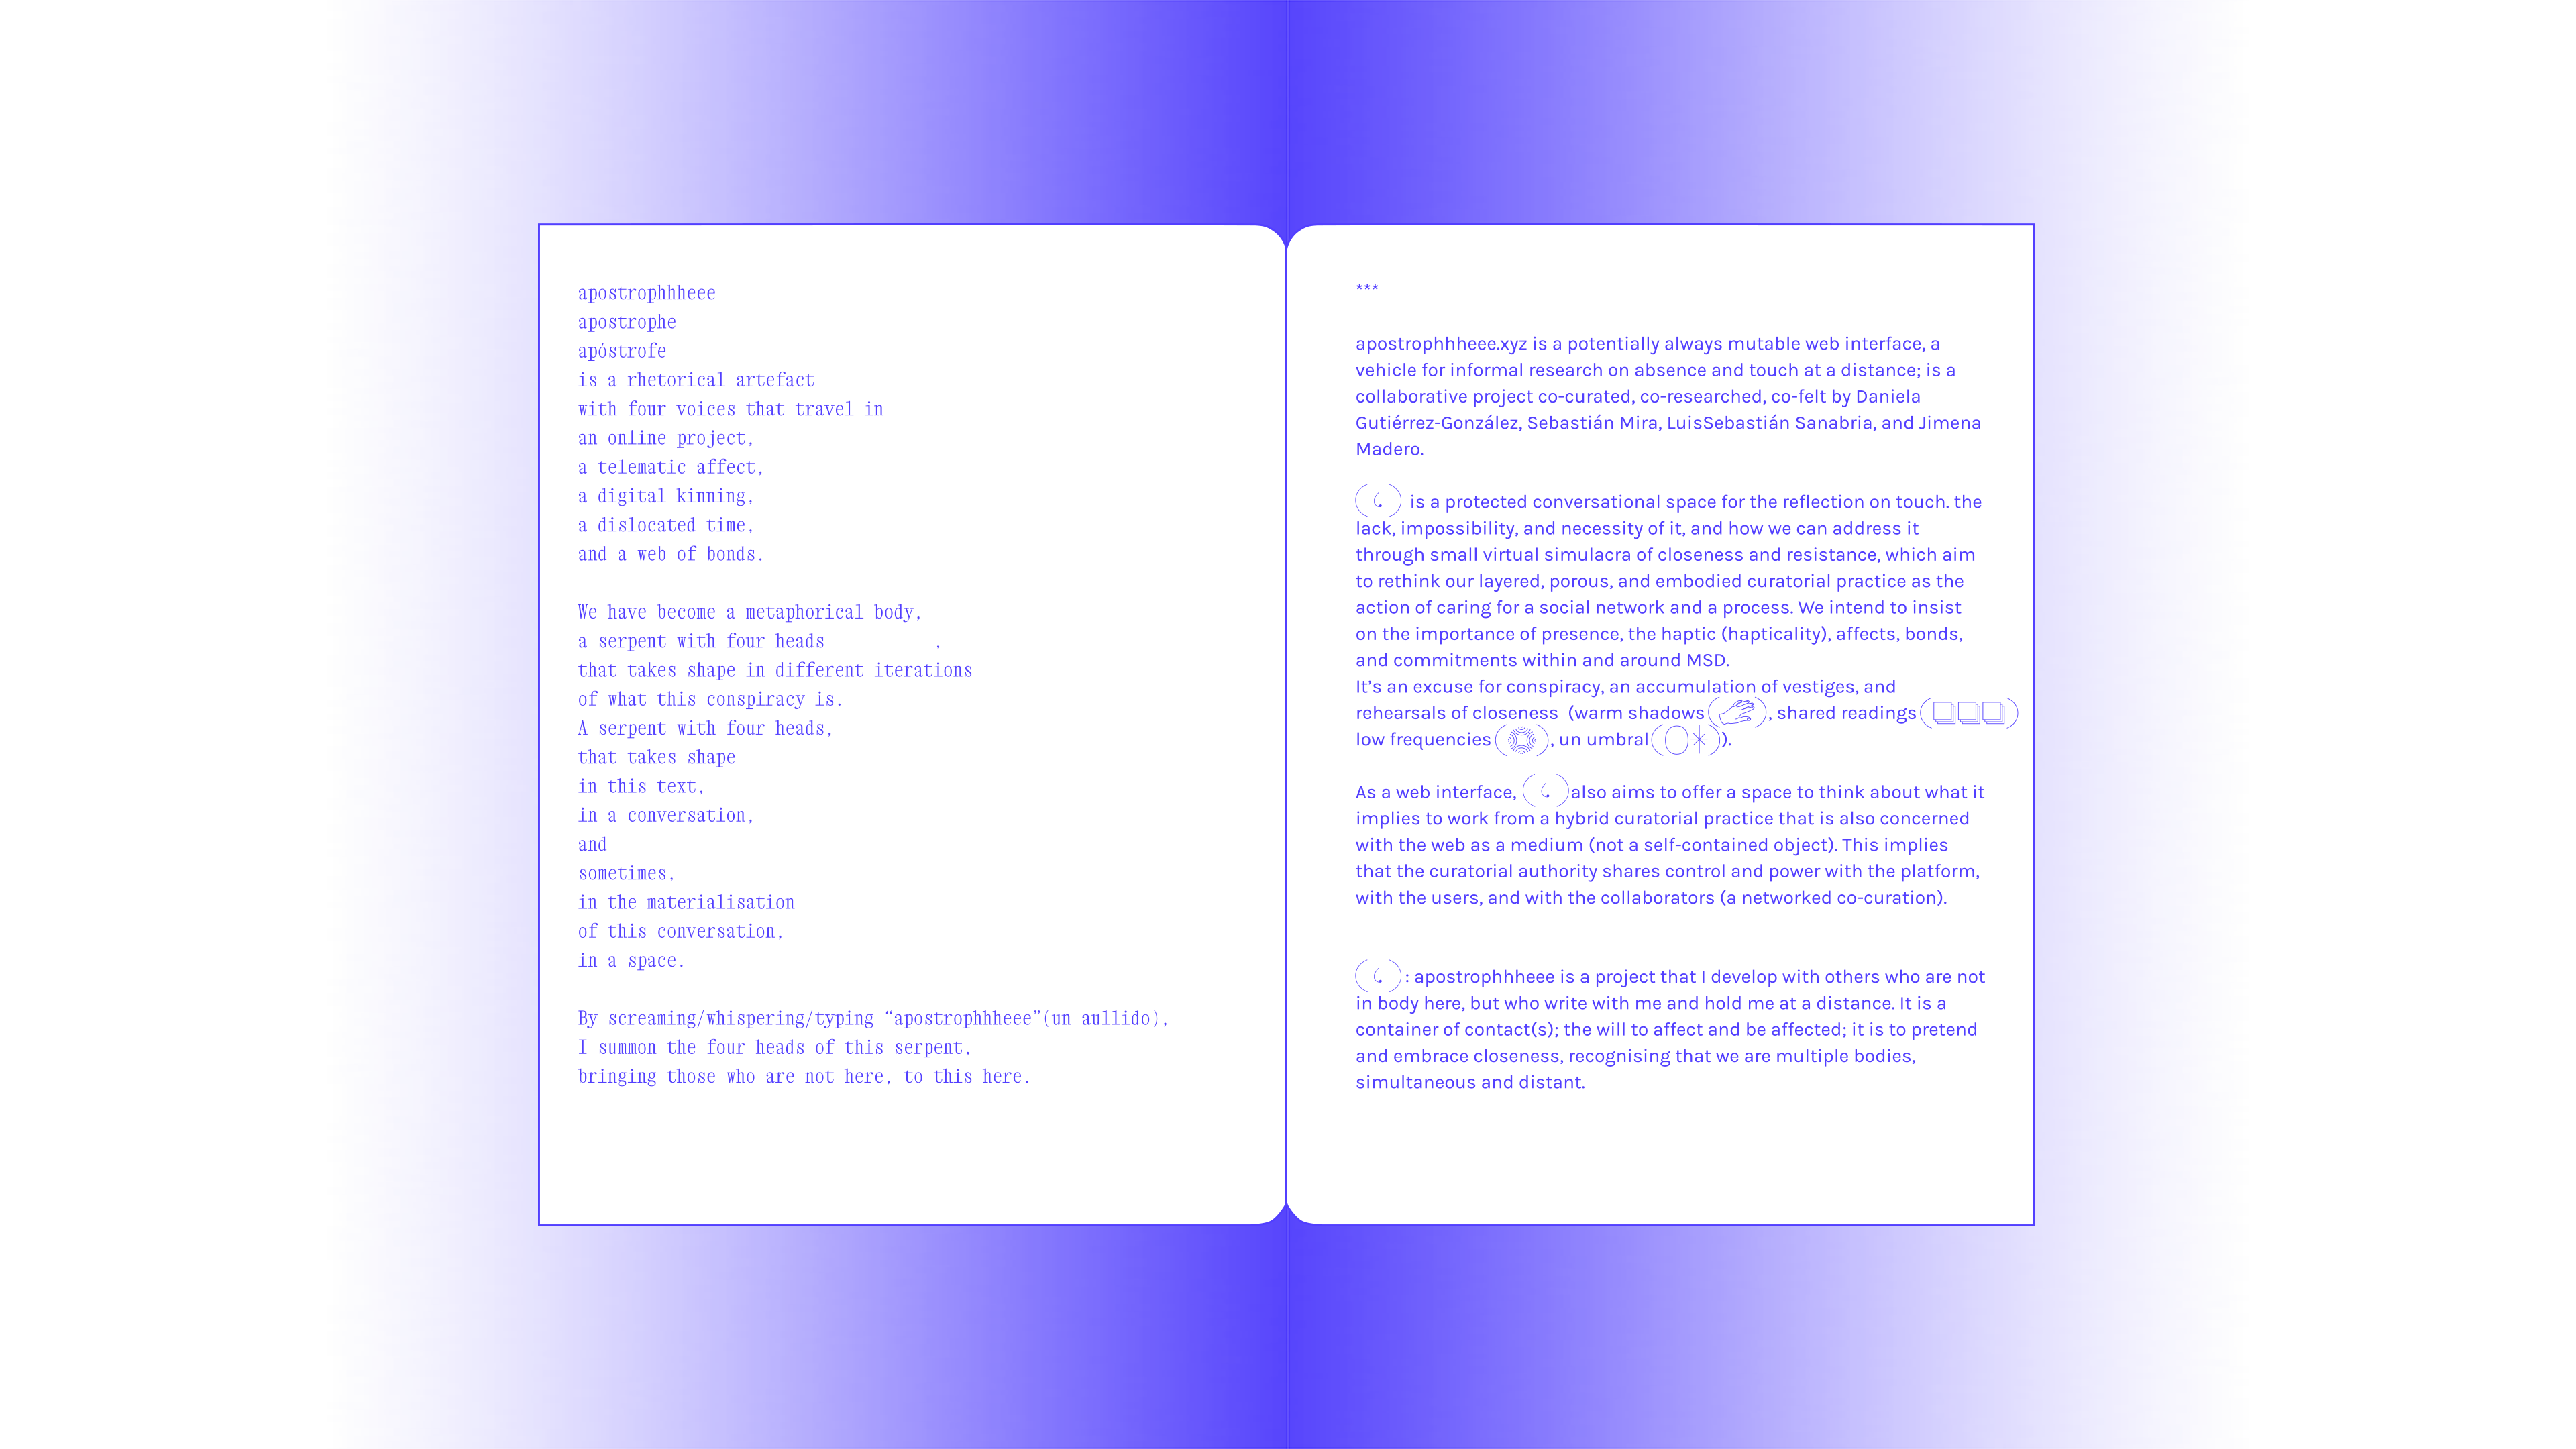 apostrophhheee
apostrophe
apóstrofe
is a rhetorical artefact
with four voices that travel in
an online project,
a telematic affect,
a digital kinning,
a dislocated time,
and a web of bonds.
We have become a metaphorical body,
a serpent with four heads ,
that takes shape in different iterations
of what this conspiracy is.
A serpent with four heads,
that takes shape
in this text,
in a conversation,
and
sometimes,
in the materialisation
of this conversation,
in a space.
By screaming/whispering/typing “apostrophhheee”(un aullido),
I summon the four heads of this serpent,
bringing those who are not here, to this here.
***
apostrophhheee.xyz is a potentially always mutable web interface, a
vehicle for informal research on absence and touch at a distance; is a
collaborative project co-curated, co-researched, co-felt by Daniela
Gutiérrez-González, Sebastián Mira, LuisSebastián Sanabria, and Jimena
Madero.
( ) is a protected conversational space for the reflection on touch. the
lack, impossibility, and necessity of it, and how we can address it
through small virtual simulacra of closeness and resistance, which aim
to rethink our layered, porous, and embodied curatorial practice as the
action of caring for a social network and a process. We intend to insist
on the importance of presence, the haptic (hapticality), affects, bonds,
and commitments within and around MSD.
It’s an excuse for conspiracy, an accumulation of vestiges, and
rehearsals of closeness (warm shadows ( ), shared readings ( )
low frequencies ( ), un umbral ( )).
As a web interface, ( ) also aims to offer a space to think about what it
implies to work from a hybrid curatorial practice that is also concerned
with the web as a medium (not a self-contained object). This implies
that the curatorial authority shares control and power with the platform,
with the users, and with the collaborators (a networked co-curation).
( ) : apostrophhheee is a project that I develop with others who are not
in body here, but who write with me and hold me at a distance. It is a
container of contact(s); the will to affect and be affected; it is to pretend
and embrace closeness, recognising that we are multiple bodies,
simultaneous and distant.